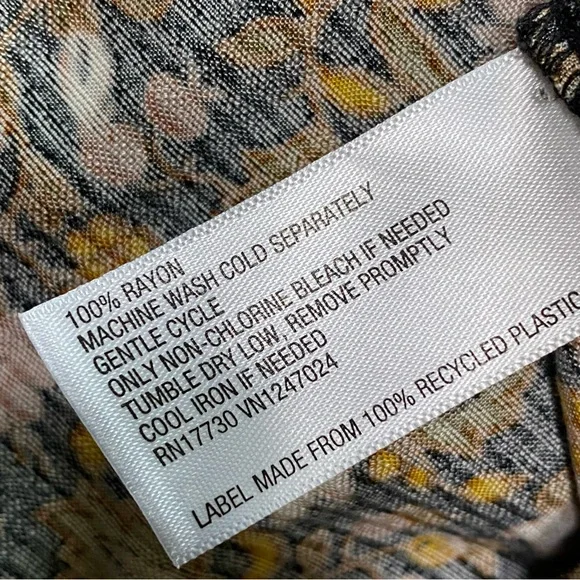 100% RAYON
MACHINE WASH COLD SEPARATELY
GENTLE CYCLE
ONLY NON-CHLORINE BLEACH IF NEEDED
TUMBLE DRY LOW, REMOVE PROMPTLY
COOL IRON IF NEEDED
RN17730 VN1247024
LABEL MADE FROM 100% RECYCLED PLASTIC